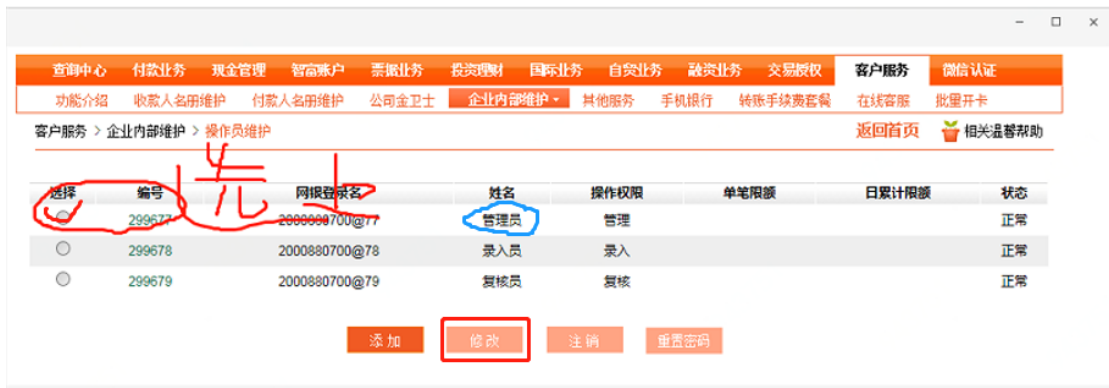 查询中心 付款业务 现金管理 智富账户 票据业务 投资理财 国际业务 自贸业务 融资业务 交易授权 客户服务 微信认证
功能介绍 收款人名册维护 付款人名册维护 公司金卫士 企业内部维护 其他服务 手机银行 转账手续费套餐 在线客服 批量开卡
客户服务 > 企业内部维护 > 操作员维护 返回首页 相关温馨帮助
先上
选择 编号 网银登录名 姓名 操作权限 单笔限额 日累计限额 状态
299677 2000880700@77 管理员 管理 正常
299678 2000880700@78 录入员 录入 正常
299679 2000880700@79 复核员 复核 正常
添加 修改 注销 重置密码